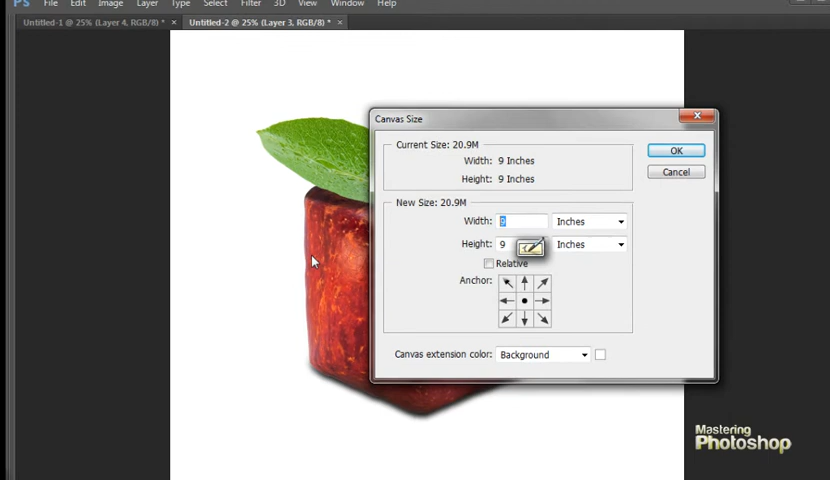 PS File Edit Image Layer Type Select Filter 3D View Window Help
Untitled-1 @ 25% (Layer 4, RGB/8) * × Untitled-2 @ 25% (Layer 3, RGB/8) * ×
Canvas Size
Current Size: 20.9M
Width: 9 Inches
Height: 9 Inches
OK
Cancel
New Size: 20.9M
Width: 9 Inches
Height: 9 Inches
Relative
Anchor:
Canvas extension color: Background
Mastering
Photoshop